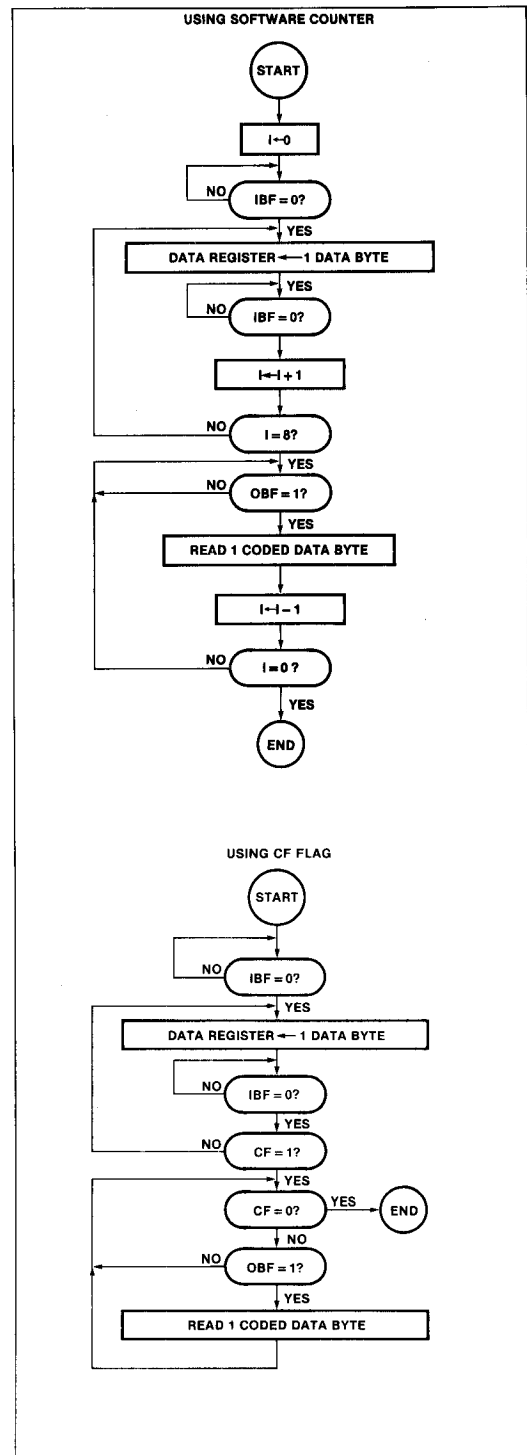 USING SOFTWARE COUNTER
START
I←0
NO
IBF = 0?
YES
DATA REGISTER ← 1 DATA BYTE
YES
NO
IBF = 0?
I←I + 1
NO
I = 8?
YES
NO
OBF = 1?
YES
READ 1 CODED DATA BYTE
I←I – 1
NO
I = 0 ?
YES
END
USING CF FLAG
START
NO
IBF = 0?
YES
DATA REGISTER ← 1 DATA BYTE
NO
IBF = 0?
YES
NO
CF = 1?
YES
CF = 0?
YES
END
NO
NO
OBF = 1?
YES
READ 1 CODED DATA BYTE